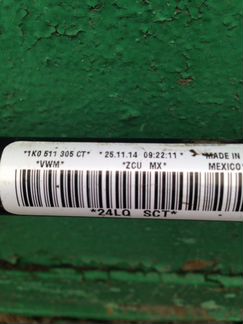 *1K0 511 305 CT* *25.11.14 09:22:11* *MADE IN
*VWM* *ZCU MX* MEXICO*
*24LQ SCT*